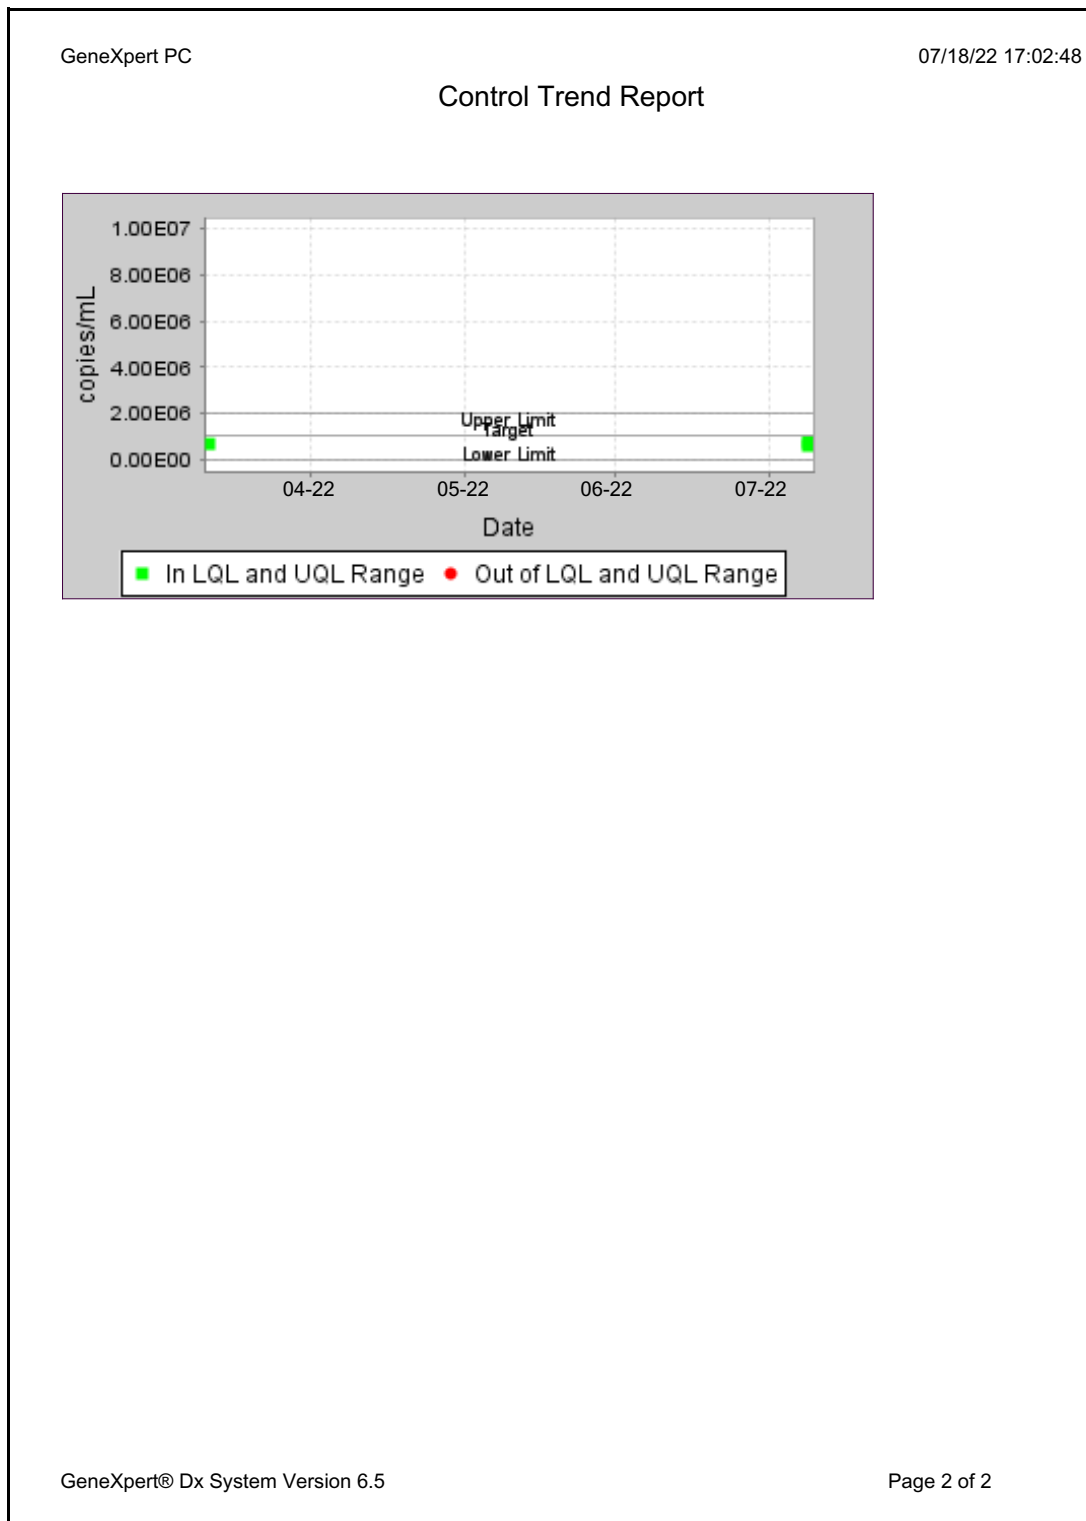 GeneXpert PC 07/18/22 17:02:48
Control Trend Report
1.00E07
8.00E06
6.00E06
4.00E06
2.00E06
0.00E00
copies/mL
Upper Limit
Target
Lower Limit
04-22 05-22 06-22 07-22
Date
In LQL and UQL Range Out of LQL and UQL Range
GeneXpert® Dx System Version 6.5 Page 2 of 2